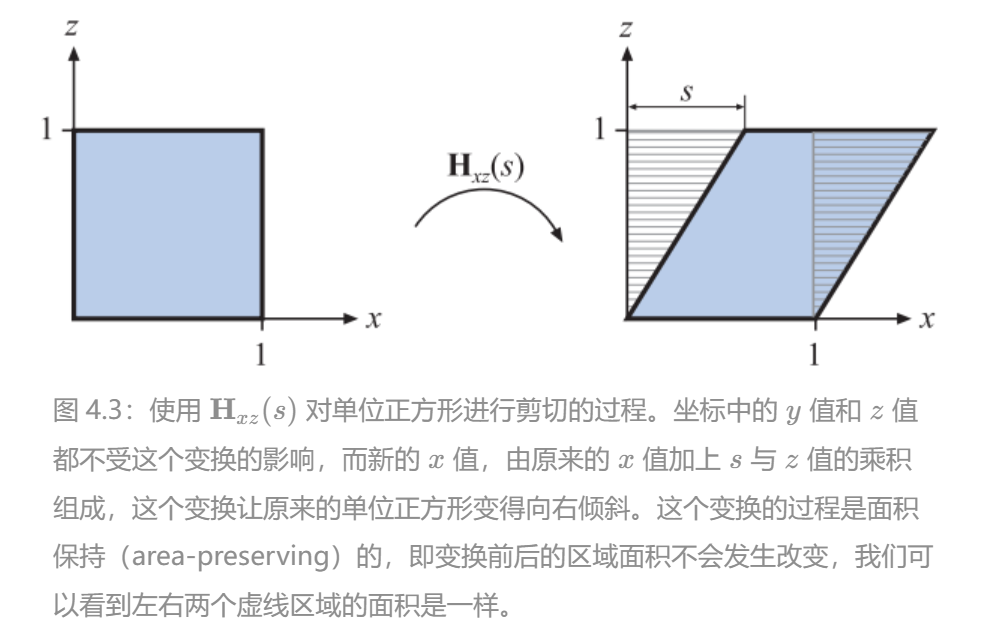 z
z
s
1
1
H_xz(s)
x
x
1
1
图 4.3：使用 H_xz(s) 对单位正方形进行剪切的过程。坐标中的 y 值和 z 值
都不受这个变换的影响，而新的 x 值，由原来的 x 值加上 s 与 z 值的乘积
组成，这个变换让原来的单位正方形变得向右倾斜。这个变换的过程是面积
保持（area-preserving）的，即变换前后的区域面积不会发生改变，我们可
以看到左右两个虚线区域的面积是一样。